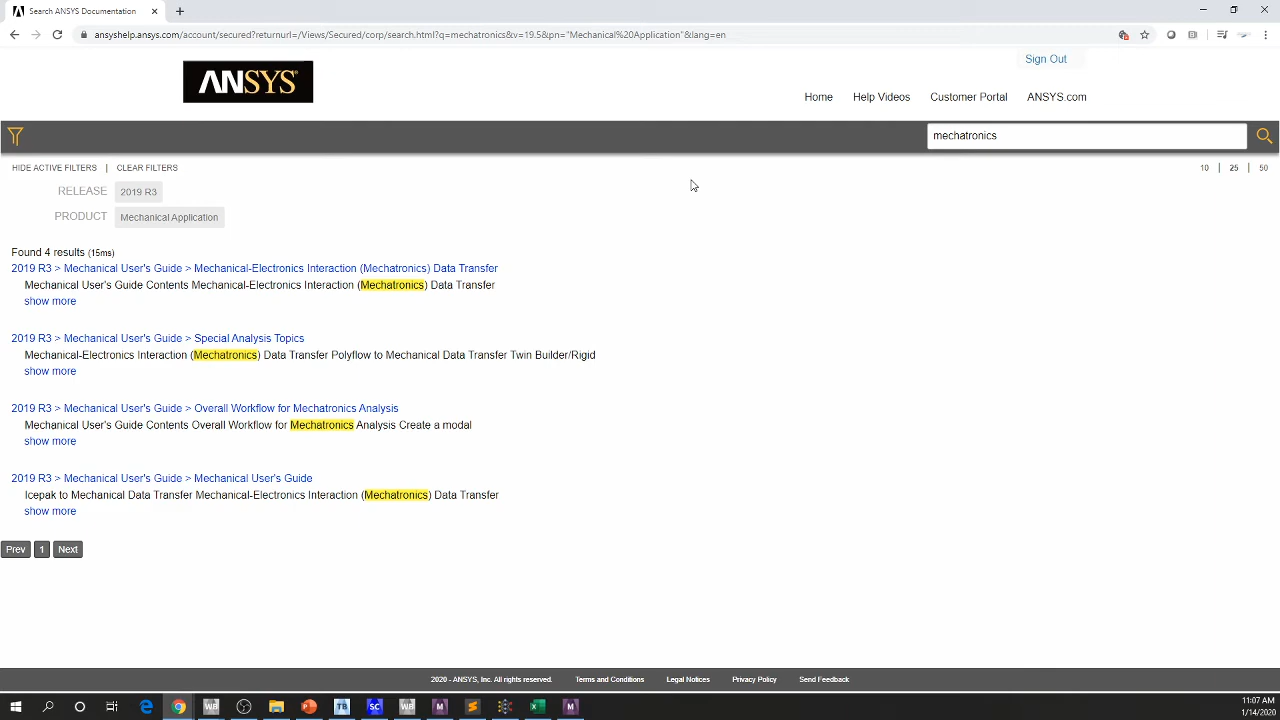 Search ANSYS Documentation
ansyshelp.ansys.com/account/secured?returnurl=/Views/Secured/corp/search.html?q=mechatronics&v=19.5&pn="Mechanical%20Application"&lang=en
Sign Out
ANSYS
Home Help Videos Customer Portal ANSYS.com
mechatronics
HIDE ACTIVE FILTERS | CLEAR FILTERS 10 | 25 | 50
RELEASE 2019 R3
PRODUCT Mechanical Application
Found 4 results (15ms)
2019 R3 > Mechanical User's Guide > Mechanical-Electronics Interaction (Mechatronics) Data Transfer
Mechanical User's Guide Contents Mechanical-Electronics Interaction (Mechatronics) Data Transfer
show more
2019 R3 > Mechanical User's Guide > Special Analysis Topics
Mechanical-Electronics Interaction (Mechatronics) Data Transfer Polyflow to Mechanical Data Transfer Twin Builder/Rigid
show more
2019 R3 > Mechanical User's Guide > Overall Workflow for Mechatronics Analysis
Mechanical User's Guide Contents Overall Workflow for Mechatronics Analysis Create a modal
show more
2019 R3 > Mechanical User's Guide > Mechanical User's Guide
Icepak to Mechanical Data Transfer Mechanical-Electronics Interaction (Mechatronics) Data Transfer
show more
Prev 1 Next
2020 - ANSYS, Inc. All rights reserved. Terms and Conditions Legal Notices Privacy Policy Send Feedback
WB TB SC WB M M
11:07 AM
1/14/2020